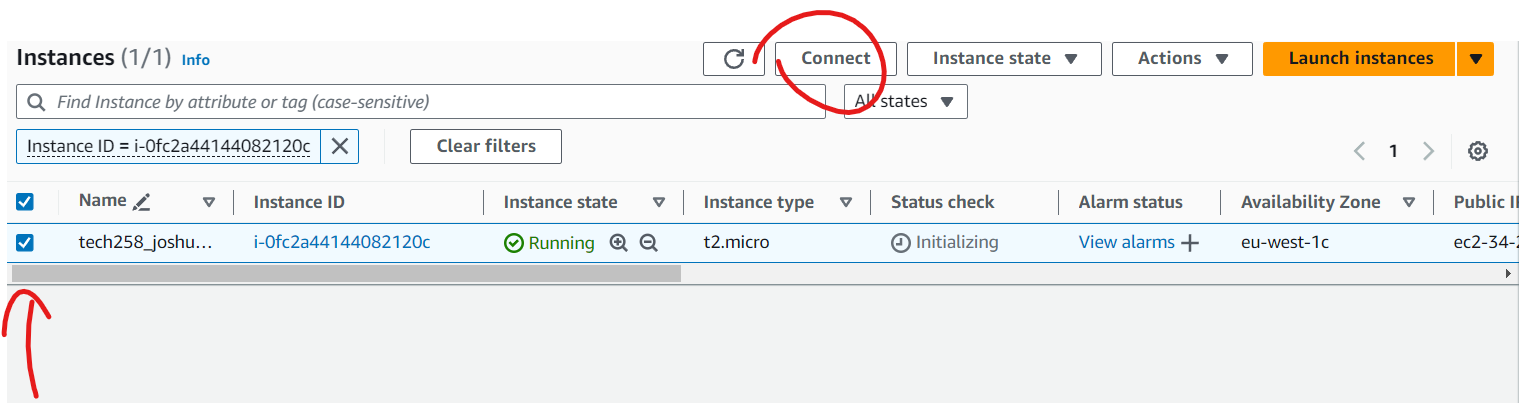 Instances (1/1) Info Connect Instance state Actions Launch instances
Find Instance by attribute or tag (case-sensitive) All states
Instance ID = i-0fc2a44144082120c Clear filters 1
Name Instance ID Instance state Instance type Status check Alarm status Availability Zone Public
tech258_joshu... i-0fc2a44144082120c Running t2.micro Initializing View alarms eu-west-1c ec2-34-2